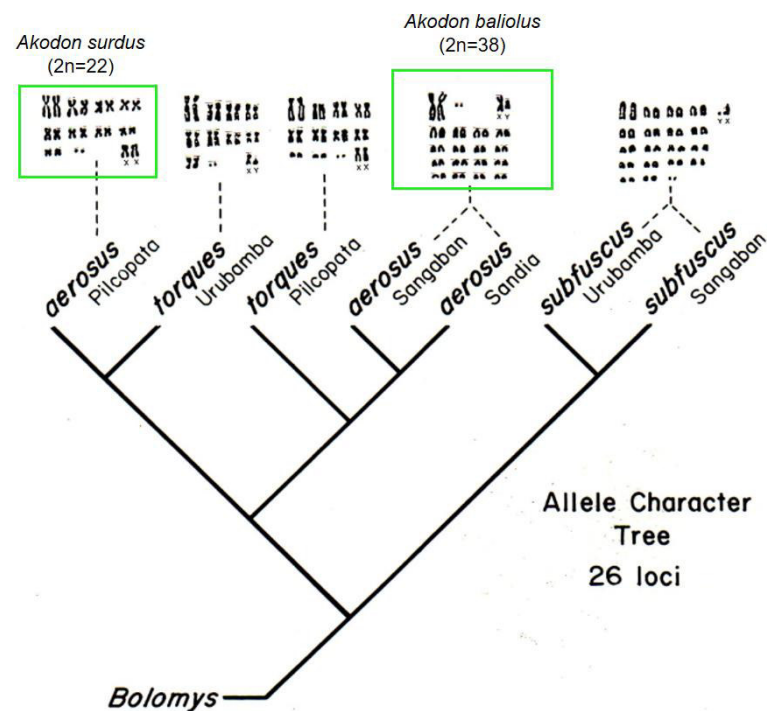 Akodon surdus
(2n=22)
Akodon baliolus
(2n=38)
X X
X Y
X X
X Y
Y X
aerosus
Pilcopata
torques
Urubamba
torques
Pilcopata
aerosus
Sangaban
aerosus
Sandia
subfuscus
Urubamba
subfuscus
Sangaban
Allele Character
Tree
26 loci
Bolomys